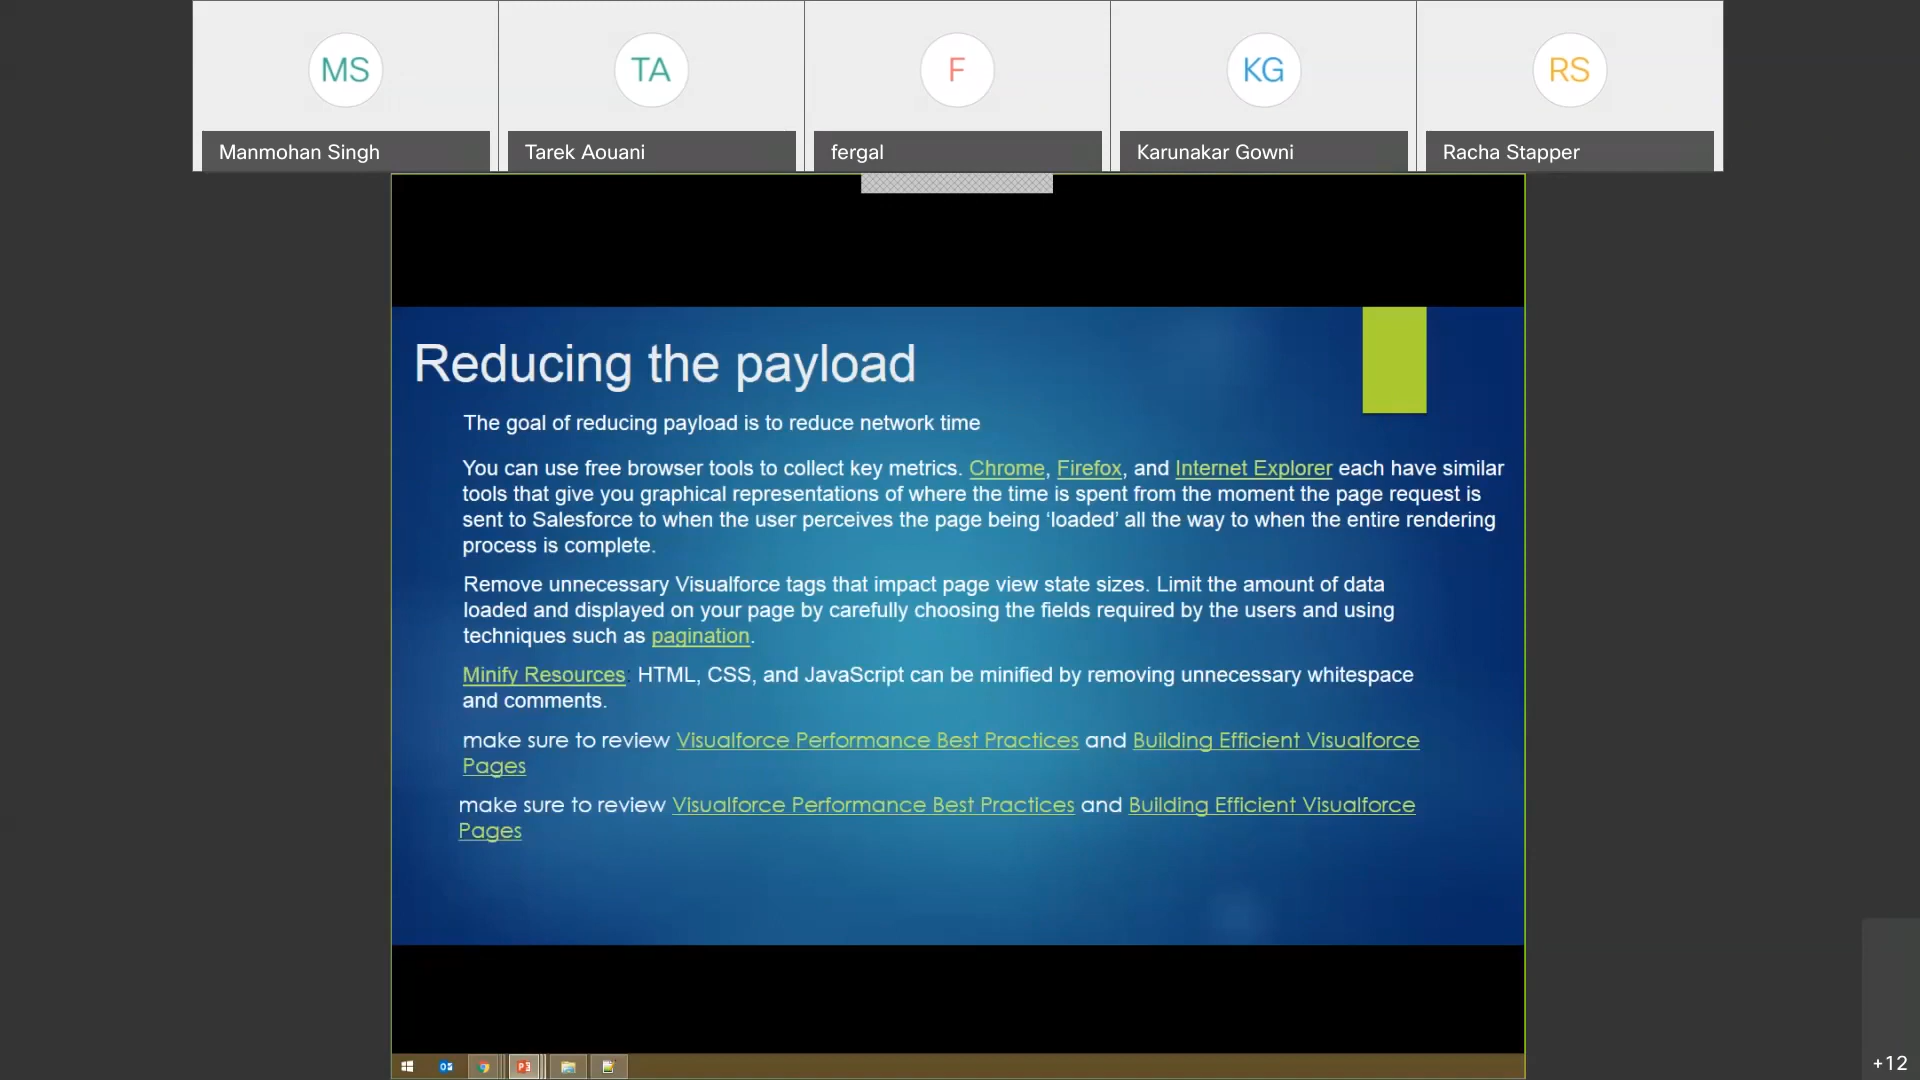 MS
TA
F
KG
RS
Manmohan Singh
Tarek Aouani
fergal
Karunakar Gowni
Racha Stapper
Reducing the payload
The goal of reducing payload is to reduce network time
You can use free browser tools to collect key metrics. Chrome, Firefox, and Internet Explorer each have similar
tools that give you graphical representations of where the time is spent from the moment the page request is
sent to Salesforce to when the user perceives the page being ‘loaded’ all the way to when the entire rendering
process is complete.
Remove unnecessary Visualforce tags that impact page view state sizes. Limit the amount of data
loaded and displayed on your page by carefully choosing the fields required by the users and using
techniques such as pagination.
Minify Resources: HTML, CSS, and JavaScript can be minified by removing unnecessary whitespace
and comments.
make sure to review Visualforce Performance Best Practices and Building Efficient Visualforce
Pages
make sure to review Visualforce Performance Best Practices and Building Efficient Visualforce
Pages
+12